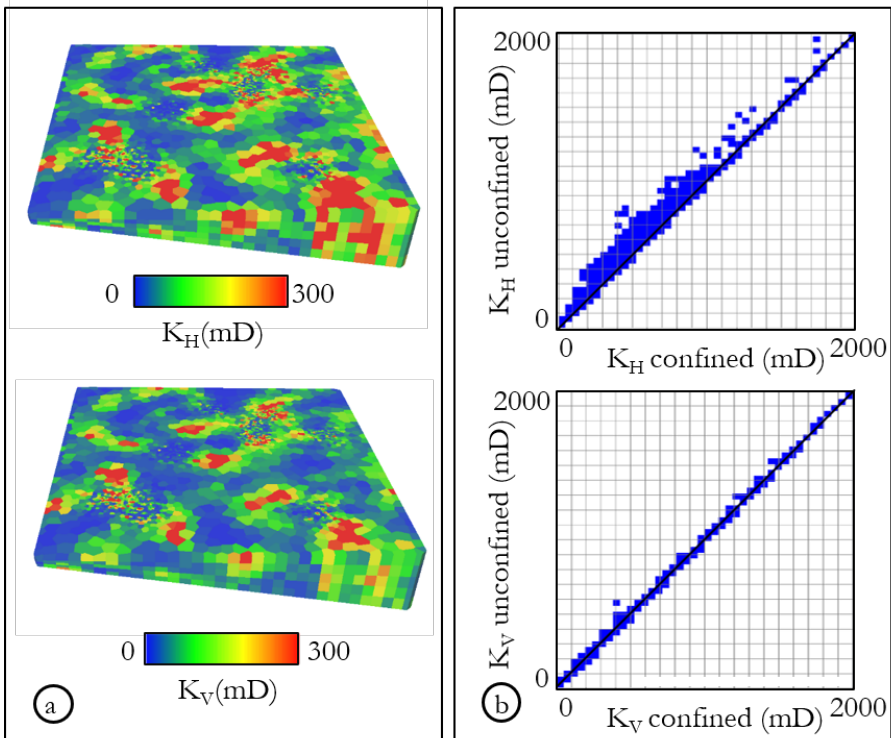 0 300
K_H(mD)
0 300
K_V(mD)
a
2000
K_H unconfined (mD)
0
0 2000
K_H confined (mD)
2000
K_V unconfined (mD)
0
0 2000
K_V confined (mD)
b